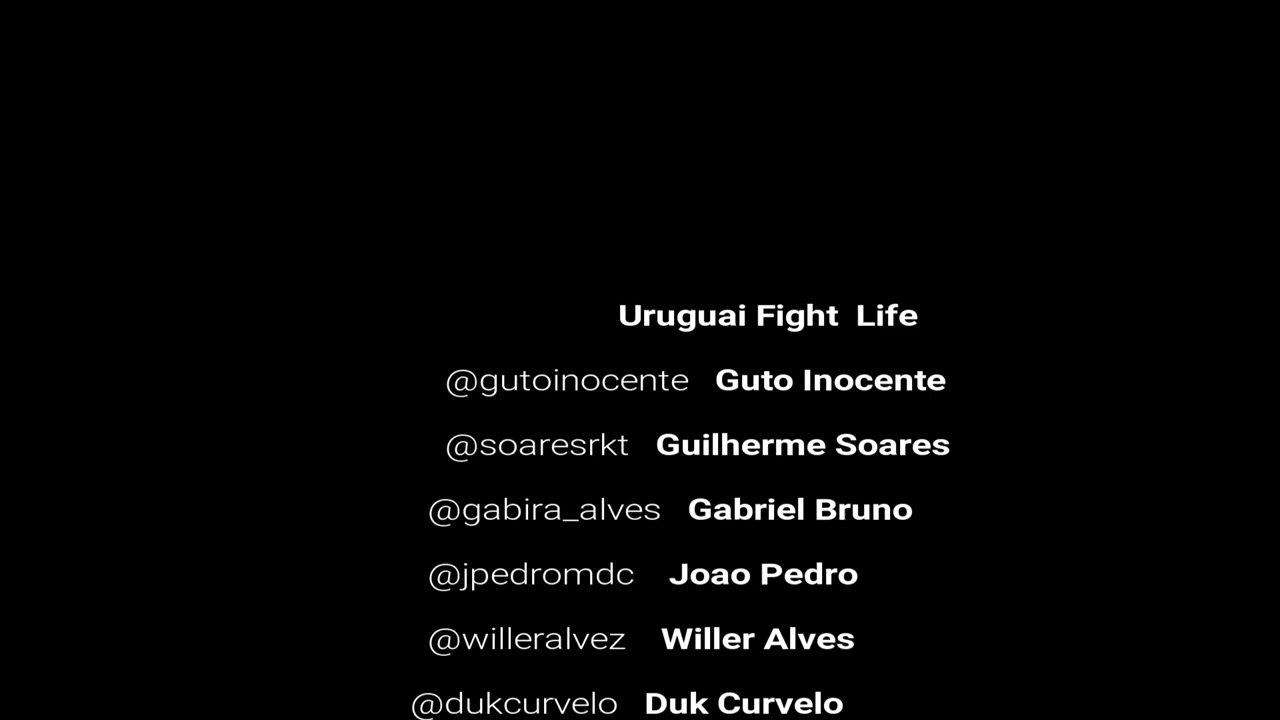 Uruguai Fight Life
@gutoinocente Guto Inocente
@soaresrkt Guilherme Soares
@gabira_alves Gabriel Bruno
@jpedromdc Joao Pedro
@willeralvez Willer Alves
@dukcurvelo Duk Curvelo